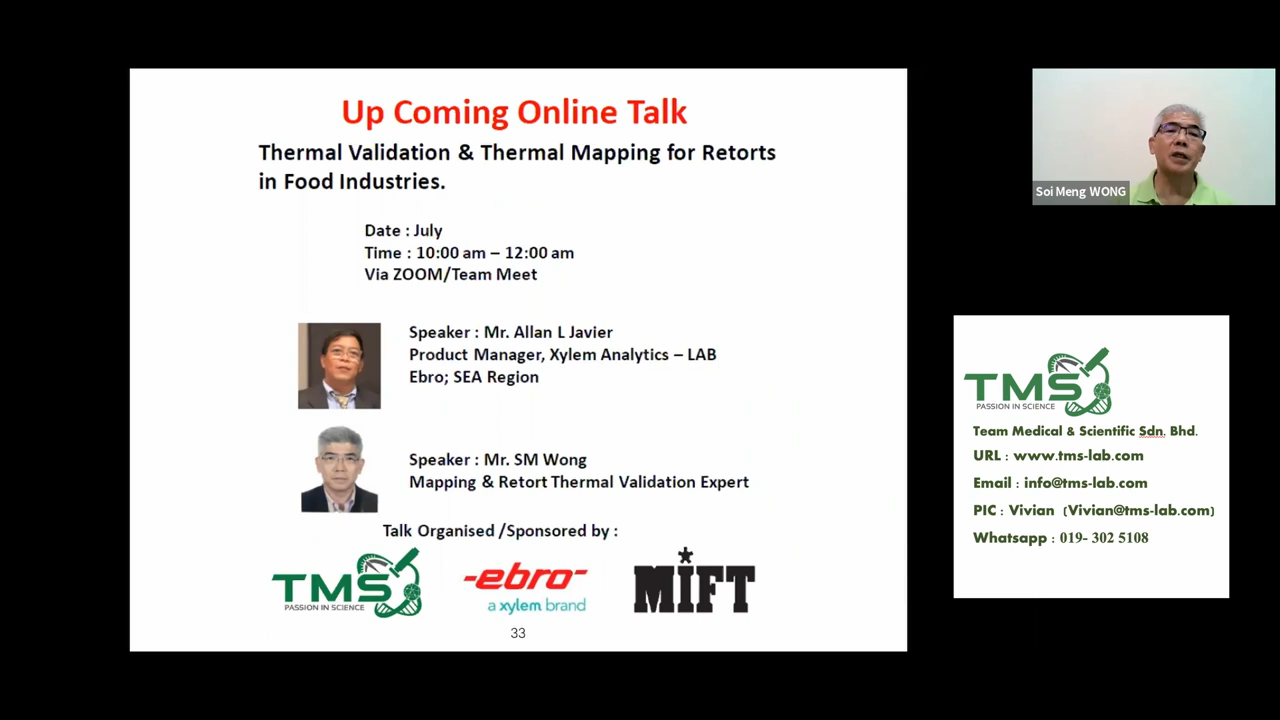 Up Coming Online Talk
Thermal Validation & Thermal Mapping for Retorts
in Food Industries.
Date : July
Time : 10:00 am – 12:00 am
Via ZOOM/Team Meet
Speaker : Mr. Allan L Javier
Product Manager, Xylem Analytics – LAB
Ebro; SEA Region
Speaker : Mr. SM Wong
Mapping & Retort Thermal Validation Expert
Talk Organised /Sponsored by :
TMS
PASSION IN SCIENCE
-ebro-
a xylem brand
MIFT
33
Soi Meng WONG
TMS
PASSION IN SCIENCE
Team Medical & Scientific Sdn. Bhd.
URL : www.tms-lab.com
Email : info@tms-lab.com
PIC : Vivian (Vivian@tms-lab.com)
Whatsapp : 019- 302 5108